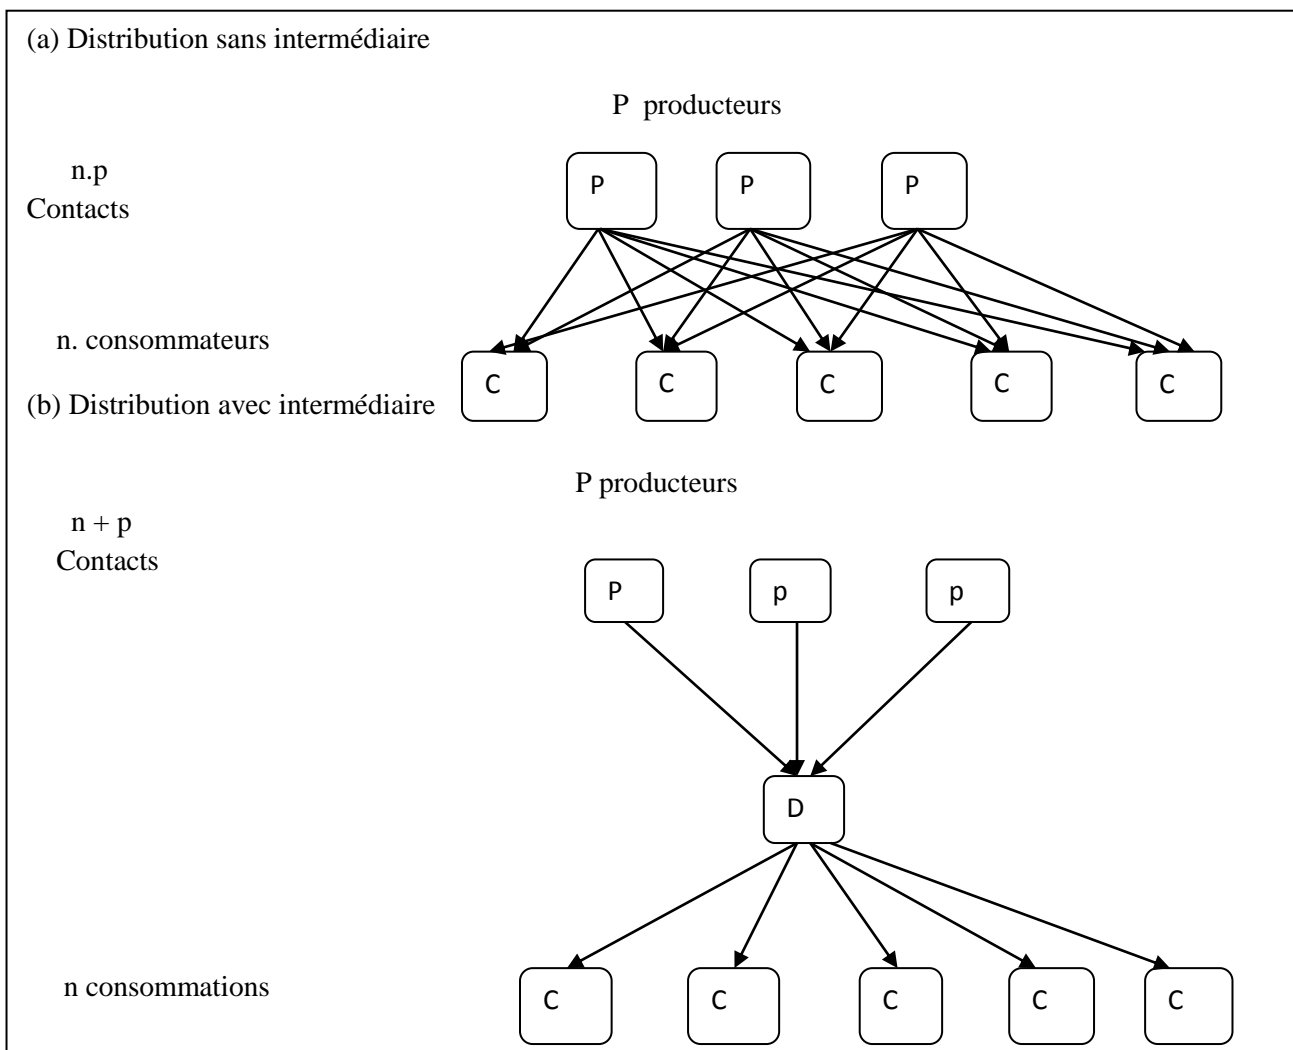 (a) Distribution sans intermédiaire
P producteurs
n.p
Contacts
P P P
n. consommateurs
C C C C C
(b) Distribution avec intermédiaire
P producteurs
n + p
Contacts
P p p
D
n consommations
C C C C C